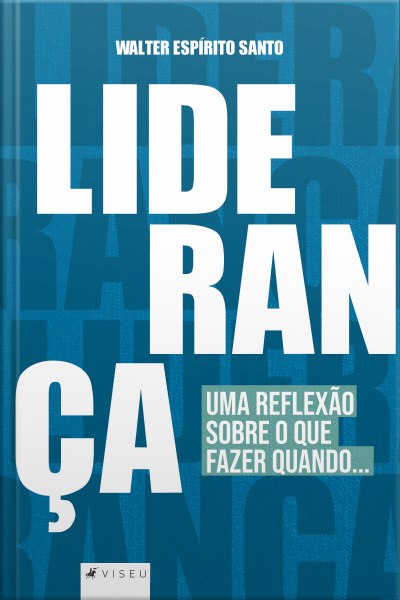 WALTER ESPÍRITO SANTO
LIDE
RAN
ÇA
UMA REFLEXÃO
SOBRE O QUE
FAZER QUANDO...
VISEU